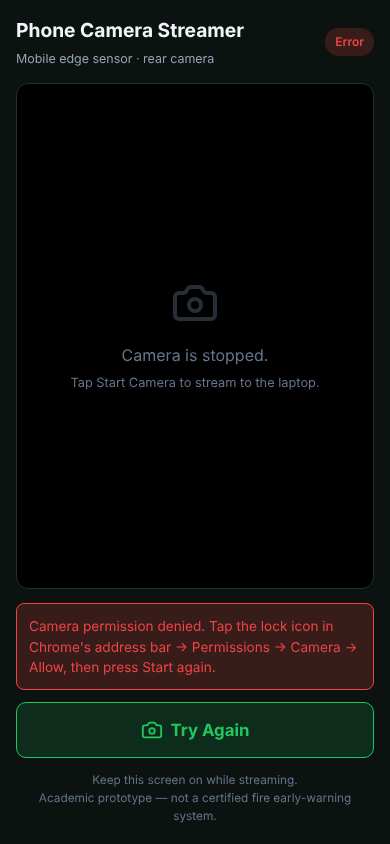 Phone Camera Streamer
Mobile edge sensor · rear camera
Error
Camera is stopped.
Tap Start Camera to stream to the laptop.
Camera permission denied. Tap the lock icon in
Chrome's address bar → Permissions → Camera →
Allow, then press Start again.
Try Again
Keep this screen on while streaming.
Academic prototype — not a certified fire early-warning
system.